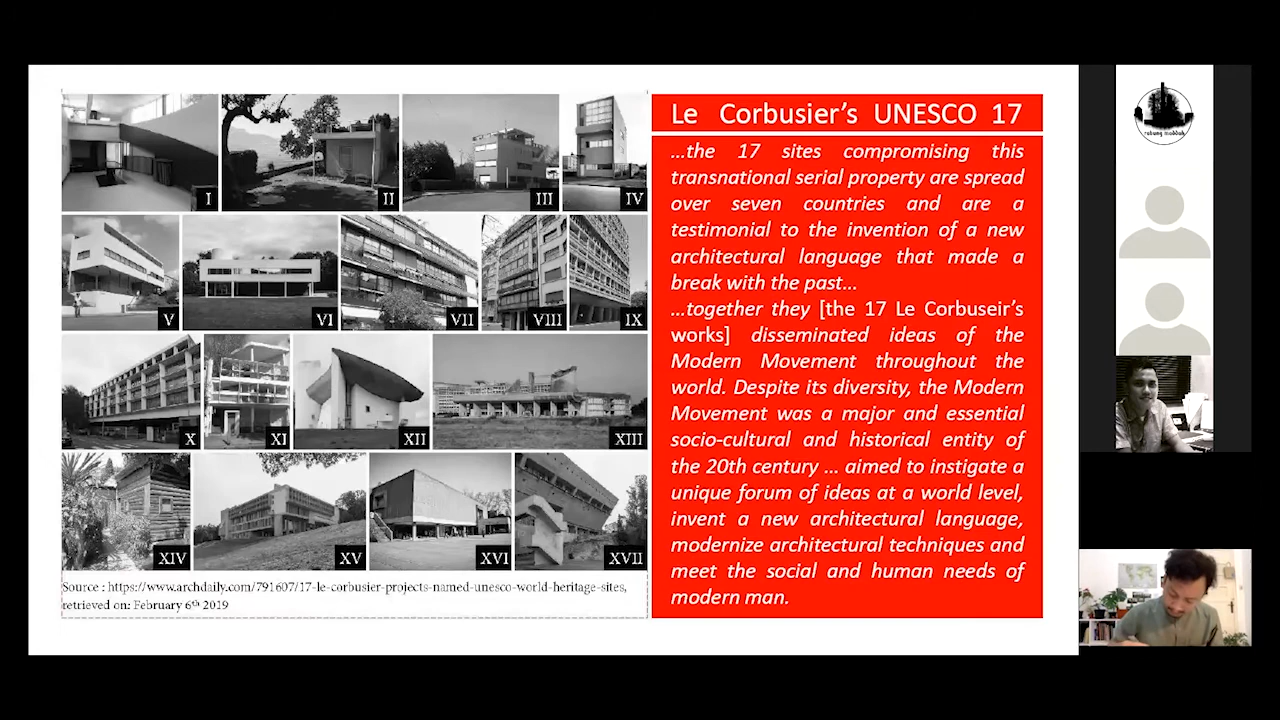 I
II
III
IV
V
VI
VII
VIII
IX
X
XI
XII
XIII
XIV
XV
XVI
XVII
Source : https://www.archdaily.com/791607/17-le-corbusier-projects-named-unesco-world-heritage-sites,
retrieved on: February 6th 2019
Le Corbusier’s UNESCO 17
...the 17 sites compromising this
transnational serial property are spread
over seven countries and are a
testimonial to the invention of a new
architectural language that made a
break with the past...
...together they [the 17 Le Corbuseir’s
works] disseminated ideas of the
Modern Movement throughout the
world. Despite its diversity, the Modern
Movement was a major and essential
socio-cultural and historical entity of
the 20th century ... aimed to instigate a
unique forum of ideas at a world level,
invent a new architectural language,
modernize architectural techniques and
meet the social and human needs of
modern man.